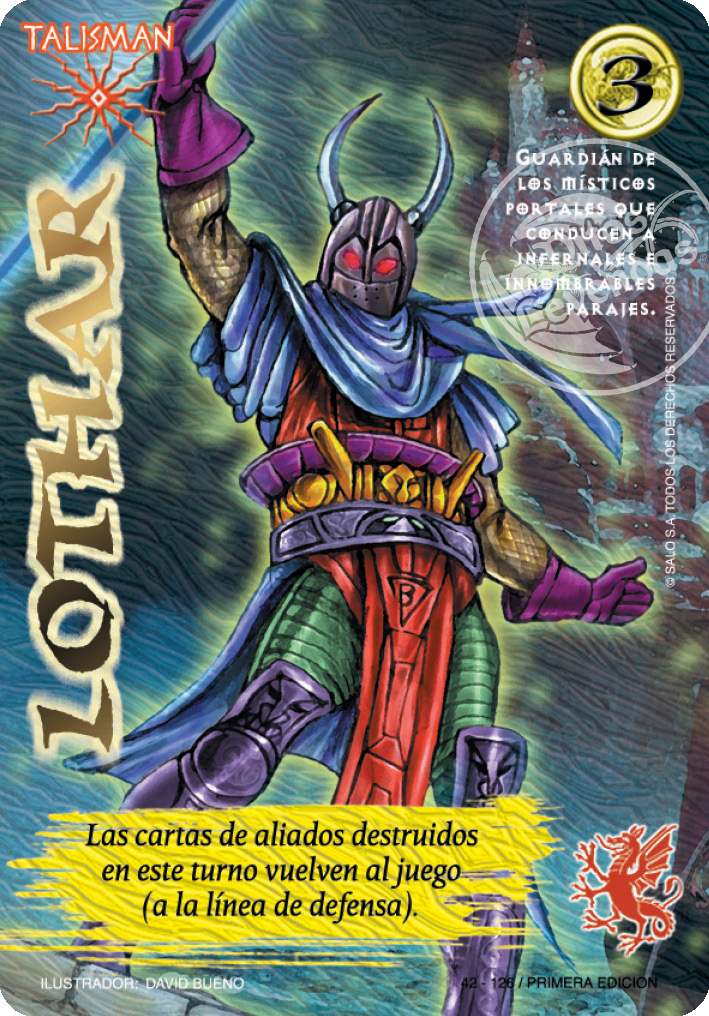 TALISMAN
3
LOTHAR
GUARDIÁN DE
LOS MÍSTICOS
PORTALES QUE
CONDUCEN A
INFERNALES E
INNOMBRABLES
PARAJES.
© SALO S.A TODOS LOS DERECHOS RESERVADOS
Las cartas de aliados destruidos
en este turno vuelven al juego
(a la línea de defensa).
ILUSTRADOR: DAVID BUENO
42 - 126 / PRIMERA EDICION